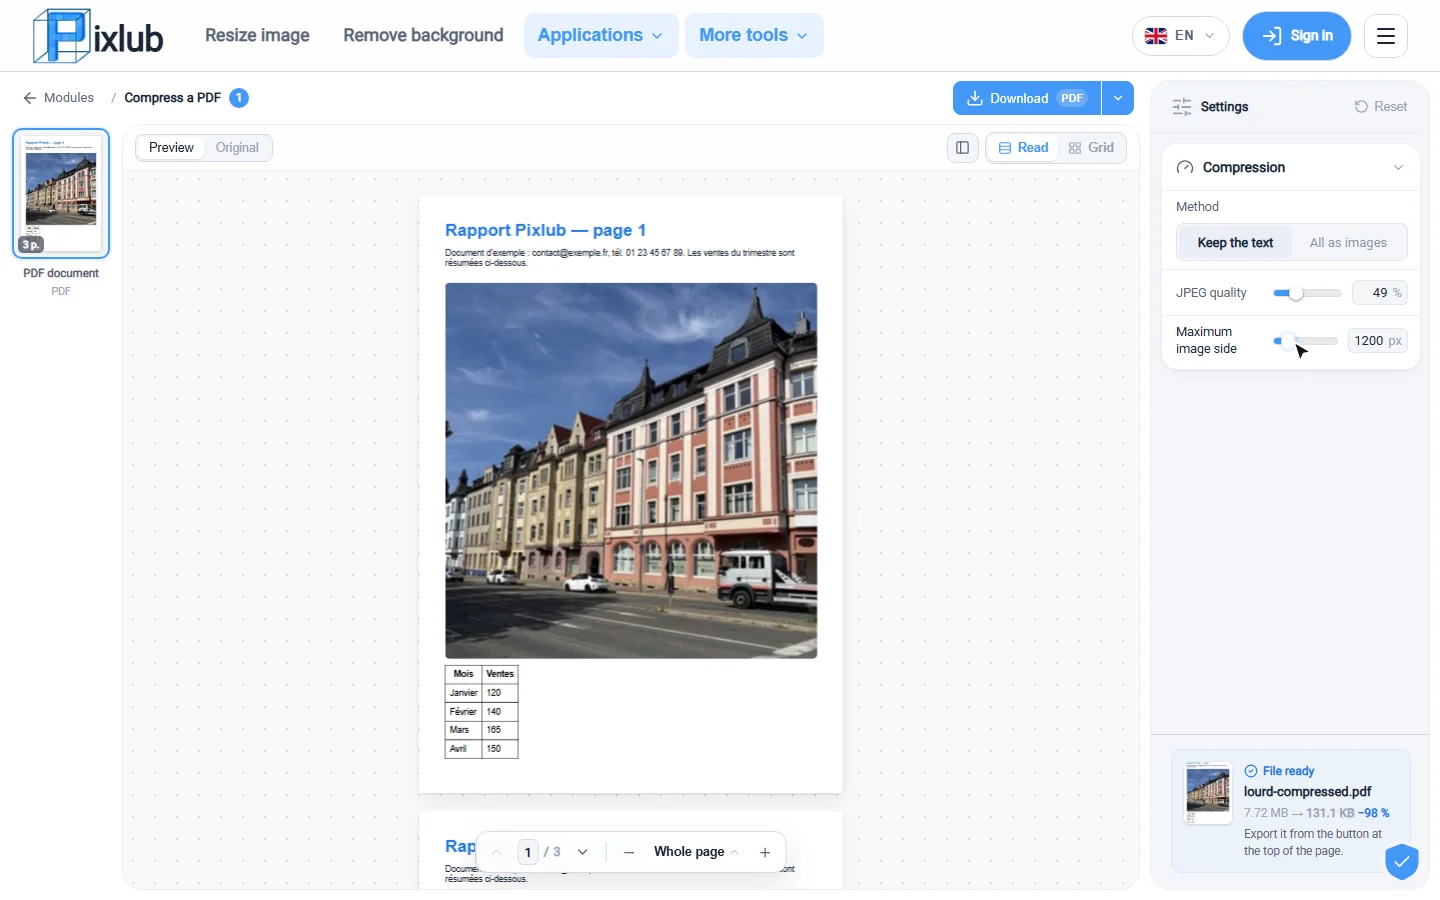 Pixlub
Resize image
Remove background
Applications
More tools
EN
Sign in
Modules / Compress a PDF 1
Download PDF
Settings
Reset
Preview
Original
Read
Grid
3 p.
PDF document
PDF
Rapport Pixlub — page 1
Document d'exemple : contact@exemple.fr, tél. 01 23 45 67 89. Les ventes du trimestre sont
résumées ci-dessous.
Mois Ventes
Janvier 120
Février 140
Mars 165
Avril 150
Rap
Docume
ont
résumées ci-dessous.
1 / 3
Whole page
Compression
Method
Keep the text
All as images
JPEG quality
49 %
Maximum
image side
1200 px
File ready
lourd-compressed.pdf
7.72 MB → 131.1 KB −98 %
Export it from the button at
the top of the page.